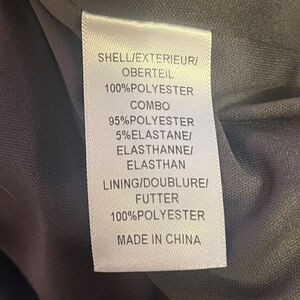 SHELL/EXTERIEUR/
OBERTEIL
100%POLYESTER
COMBO
95%POLYESTER
5%ELASTANE/
ELASTHANNE/
ELASTHAN
LINING/DOUBLURE/
FUTTER
100%POLYESTER
MADE IN CHINA